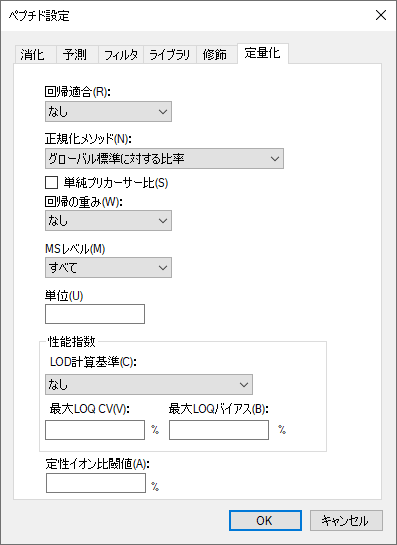 ペプチド設定
消化 予測 フィルタ ライブラリ 修飾 定量化
回帰適合(R):
なし
正規化メソッド(N):
グローバル標準に対する比率
単純プリカーサー比(S)
回帰の重み(W):
なし
MSレベル(M)
すべて
単位(U)
性能指数
LOD計算基準(C):
なし
最大LOQ CV(V): 最大LOQバイアス(B):
% %
定性イオン比閾値(A):
OK キャンセル